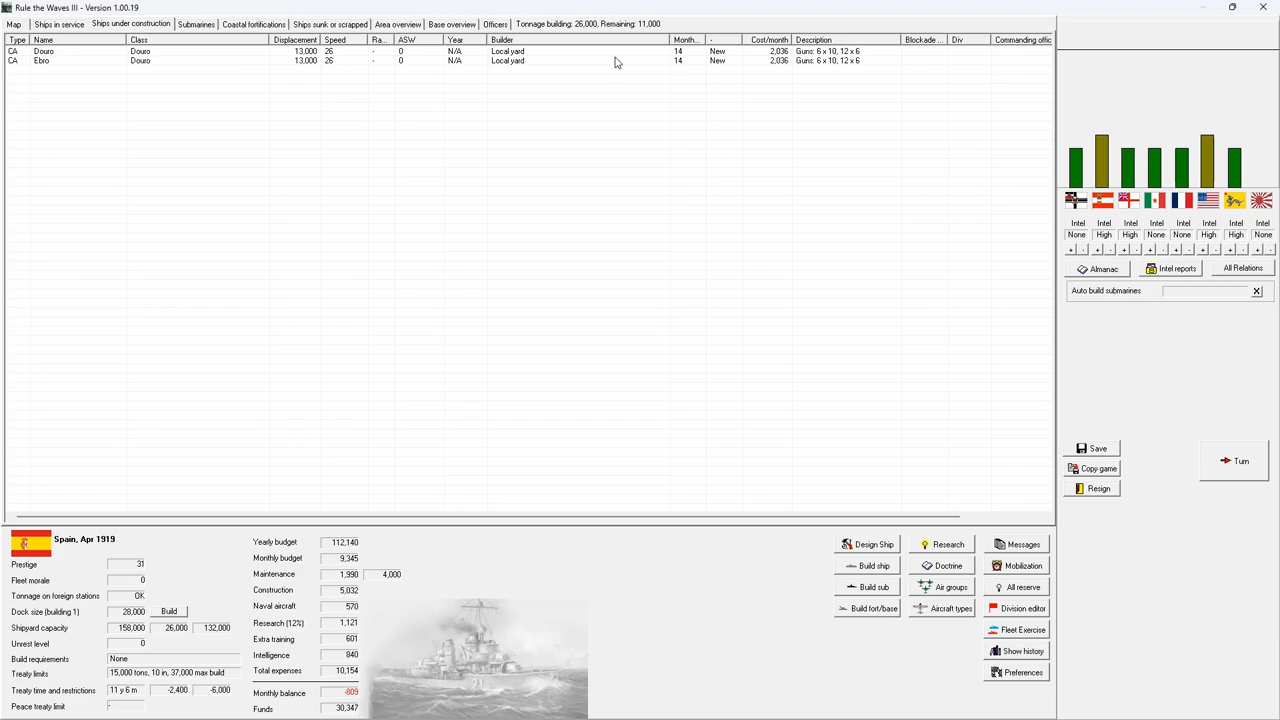 Rule the Waves III - Version 1.00.19
Map Ships in service Ships under construction Submarines Coastal fortifications Ships sunk or scrapped Area overview Base overview Officers Tonnage building: 26,000, Remaining: 11,000
Type Name Class Displacement Speed Ra... ASW Year Builder Month... - Cost/month Description Blockade ... Div Commanding offic
CA Douro Douro 13,000 26 - 0 N/A Local yard 14 New 2,036 Guns: 6 x 10, 12 x 6
CA Ebro Douro 13,000 26 - 0 N/A Local yard 14 New 2,036 Guns: 6 x 10, 12 x 6
Intel Intel Intel Intel Intel Intel Intel Intel
None High High None None High High None
+ - + - + - + - + - + - + - + -
Almanac Intel reports All Relations
Auto build submarines X
Save
Copy game
Resign
Turn
Spain, Apr 1919
Prestige 31
Fleet morale 0
Tonnage on foreign stations OK
Dock size (building 1) 28,000 Build
Shipyard capacity 158,000 26,000 132,000
Unrest level 0
Build requirements None
Treaty limits 15,000 tons, 10 in, 37,000 max build
Treaty time and restrictions 11 y 6 m -2,400 -6,000
Peace treaty limit -
Yearly budget 112,140
Monthly budget 9,345
Maintenance 1,990 4,000
Construction 5,032
Naval aircraft 570
Research (12%) 1,121
Extra training 601
Intelligence 840
Total expenses 10,154
Monthly balance -809
Funds 30,347
Design Ship Research Messages
Build ship Doctrine Mobilization
Build sub Air groups All reserve
Build fort/base Aircraft types Division editor
Fleet Exercise
Show history
Preferences